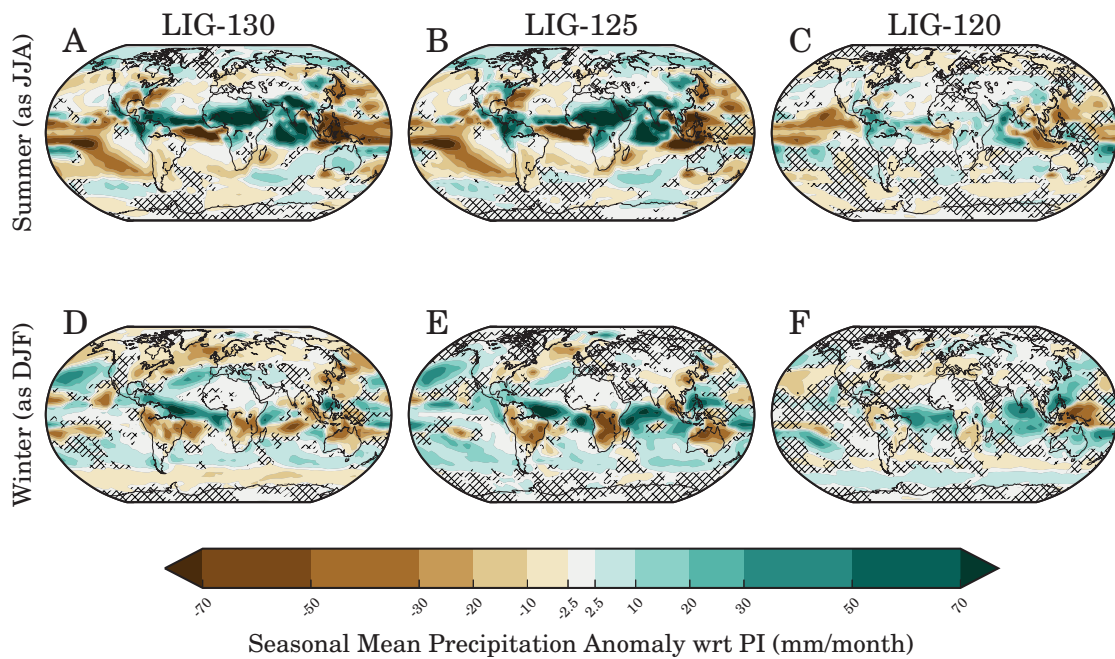 LIG-130 LIG-125 LIG-120
A B C
Summer (as JJA)
D E F
Winter (as DJF)
-70 -50 -30 -20 -10 -2.5 2.5 10 20 30 50 70
Seasonal Mean Precipitation Anomaly wrt PI (mm/month)